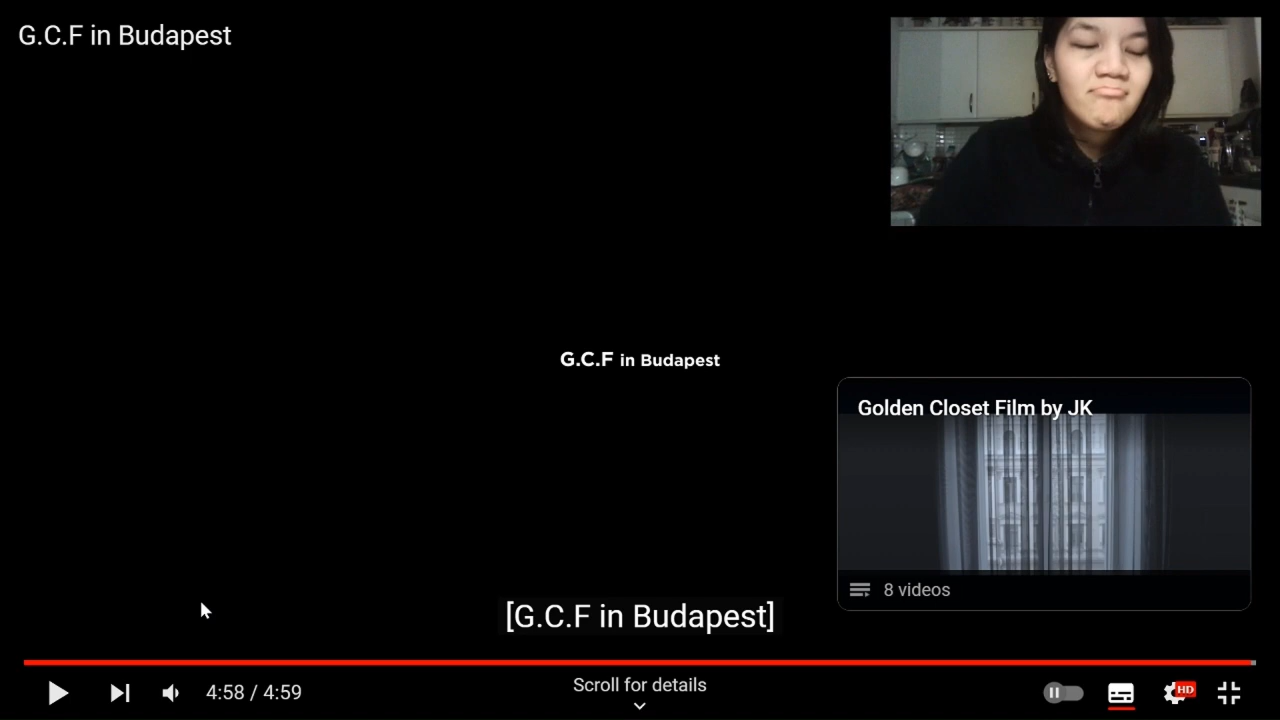 G.C.F in Budapest
G.C.F in Budapest
Golden Closet Film by JK
8 videos
[G.C.F in Budapest]
4:58 / 4:59
Scroll for details
HD